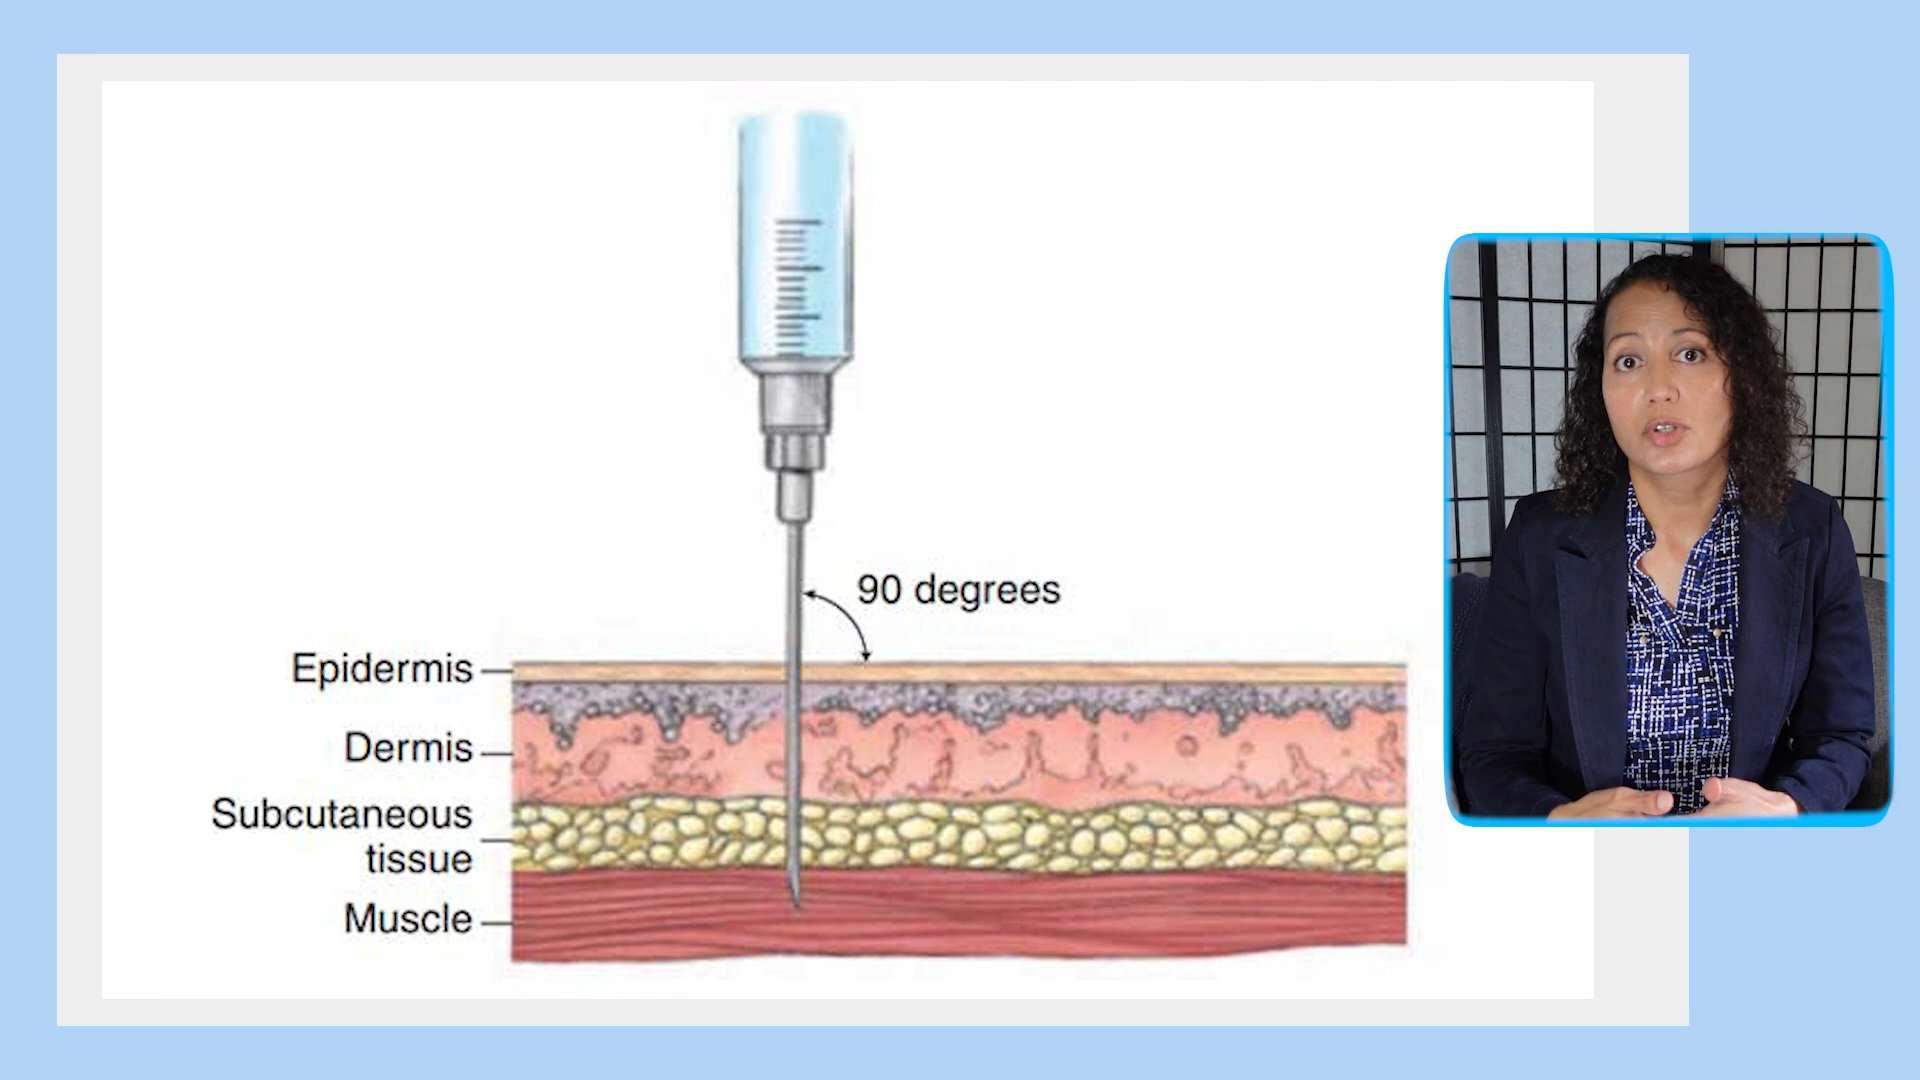 90 degrees
Epidermis
Dermis
Subcutaneous
tissue
Muscle